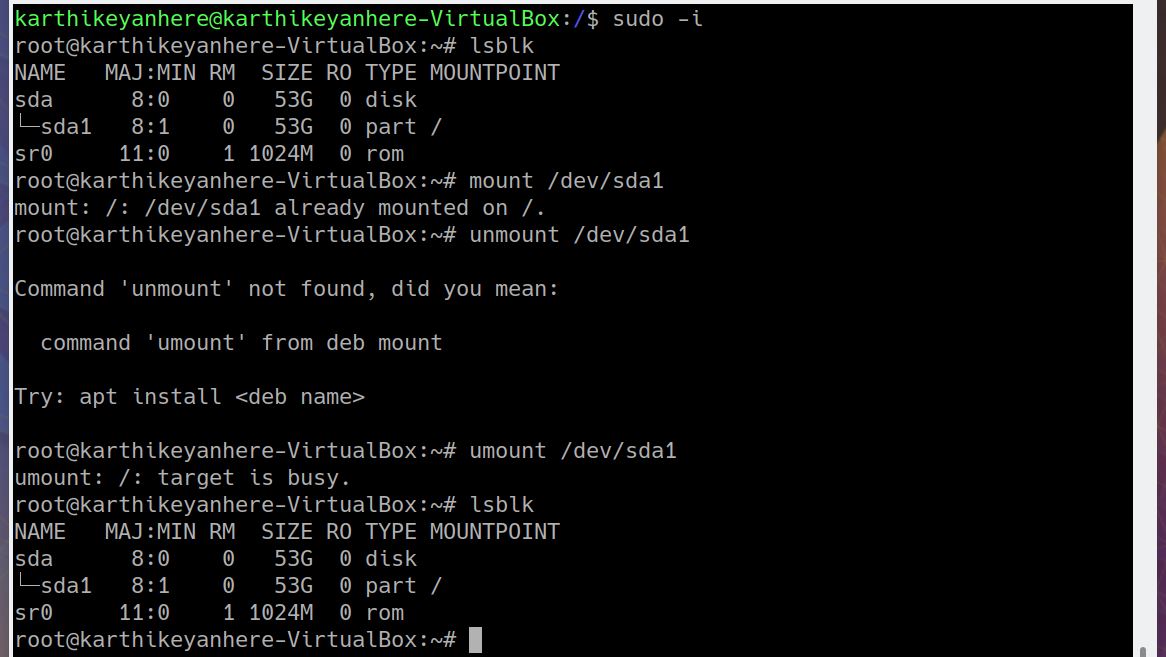 karthikeyanhere@karthikeyanhere-VirtualBox:/$ sudo -i
root@karthikeyanhere-VirtualBox:~# lsblk
NAME   MAJ:MIN RM  SIZE RO TYPE MOUNTPOINT
sda      8:0    0   53G  0 disk
└─sda1   8:1    0   53G  0 part /
sr0     11:0    1 1024M  0 rom
root@karthikeyanhere-VirtualBox:~# mount /dev/sda1
mount: /: /dev/sda1 already mounted on /.
root@karthikeyanhere-VirtualBox:~# unmount /dev/sda1
Command 'unmount' not found, did you mean:
  command 'umount' from deb mount
Try: apt install <deb name>
root@karthikeyanhere-VirtualBox:~# umount /dev/sda1
umount: /: target is busy.
root@karthikeyanhere-VirtualBox:~# lsblk
NAME   MAJ:MIN RM  SIZE RO TYPE MOUNTPOINT
sda      8:0    0   53G  0 disk
└─sda1   8:1    0   53G  0 part /
sr0     11:0    1 1024M  0 rom
root@karthikeyanhere-VirtualBox:~#